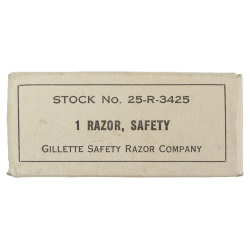 STOCK No. 25-R-3425
1 RAZOR, SAFETY
GILLETTE SAFETY RAZOR COMPANY